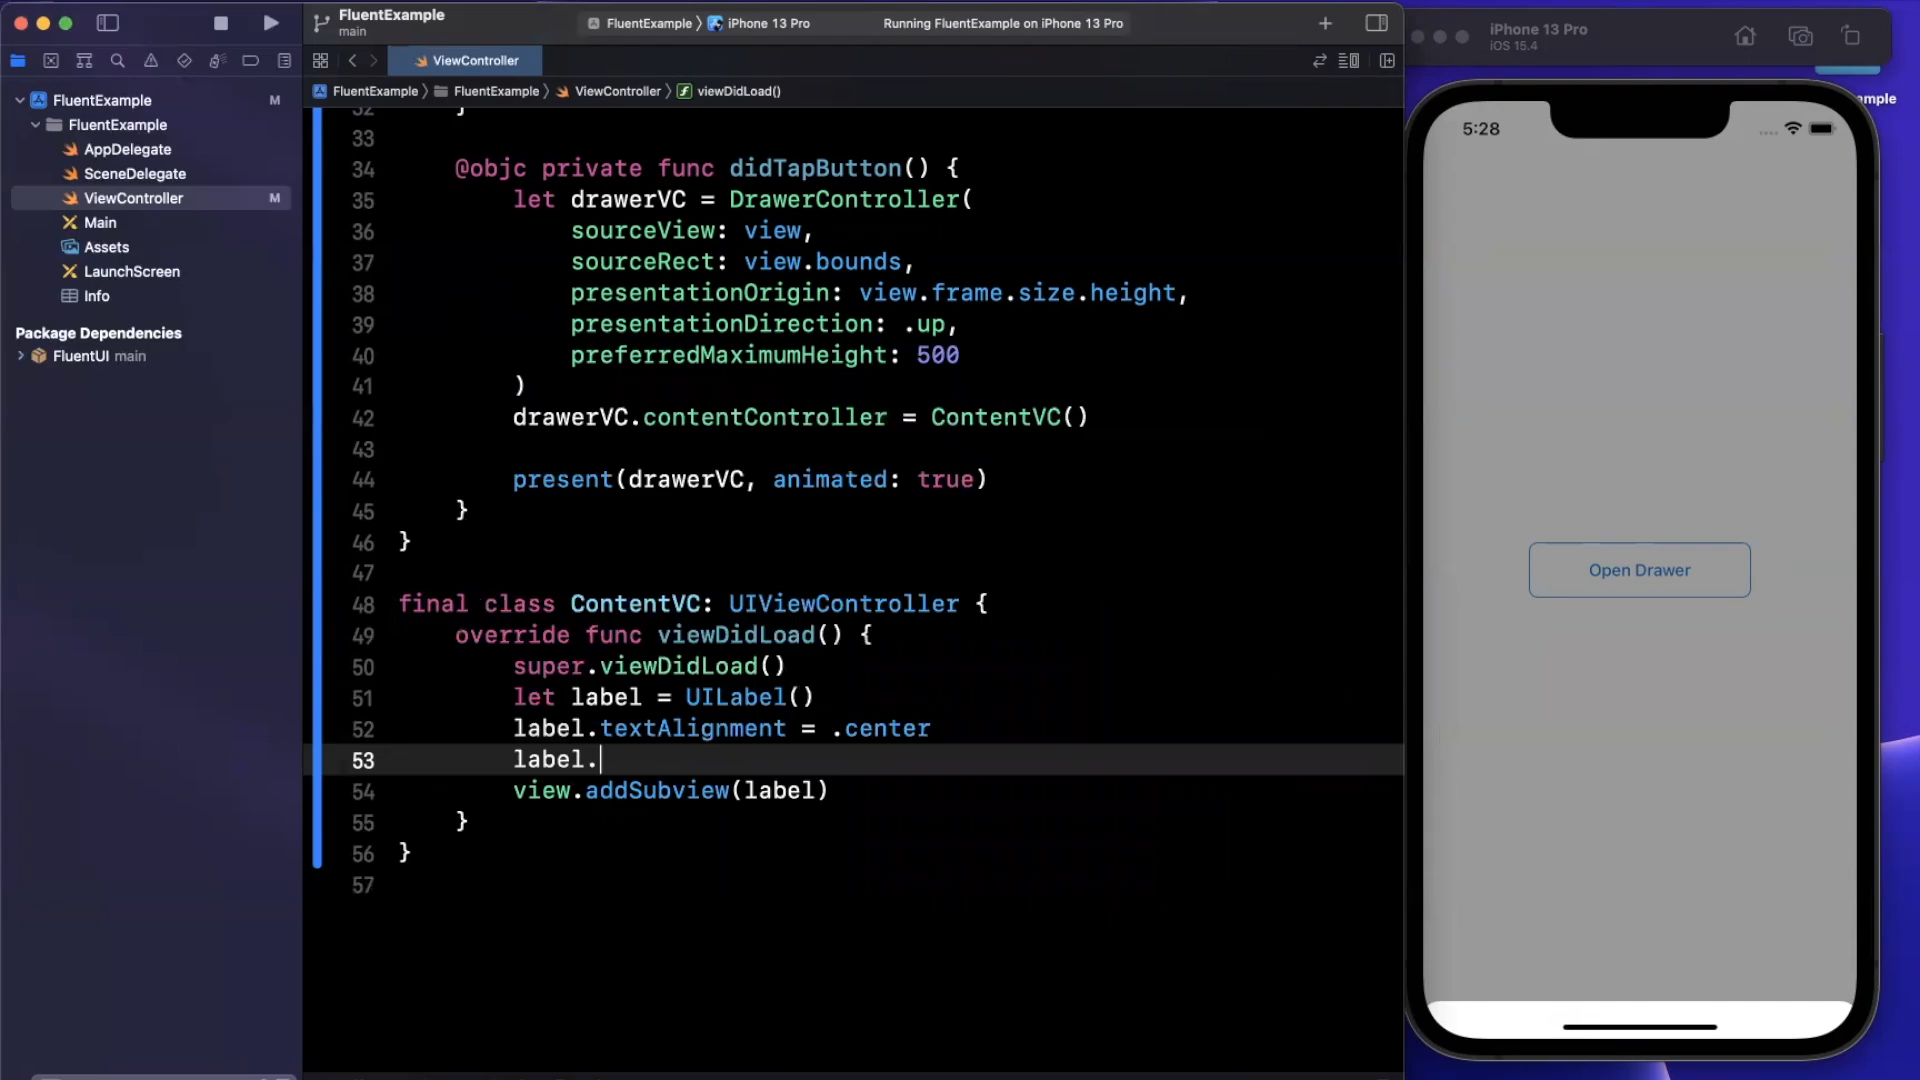 FluentExample
main
FluentExample
iPhone 13 Pro
Running FluentExample on iPhone 13 Pro
ViewController
FluentExample
FluentExample
ViewController
viewDidLoad()
FluentExample M
FluentExample
AppDelegate
SceneDelegate
ViewController M
Main
Assets
LaunchScreen
Info
Package Dependencies
FluentUI main
32 }
33
34 @objc private func didTapButton() {
35 let drawerVC = DrawerController(
36 sourceView: view,
37 sourceRect: view.bounds,
38 presentationOrigin: view.frame.size.height,
39 presentationDirection: .up,
40 preferredMaximumHeight: 500
41 )
42 drawerVC.contentController = ContentVC()
43
44 present(drawerVC, animated: true)
45 }
46 }
47
48 final class ContentVC: UIViewController {
49 override func viewDidLoad() {
50 super.viewDidLoad()
51 let label = UILabel()
52 label.textAlignment = .center
53 label.
54 view.addSubview(label)
55 }
56 }
57
iPhone 13 Pro
iOS 15.4
5:28
Open Drawer